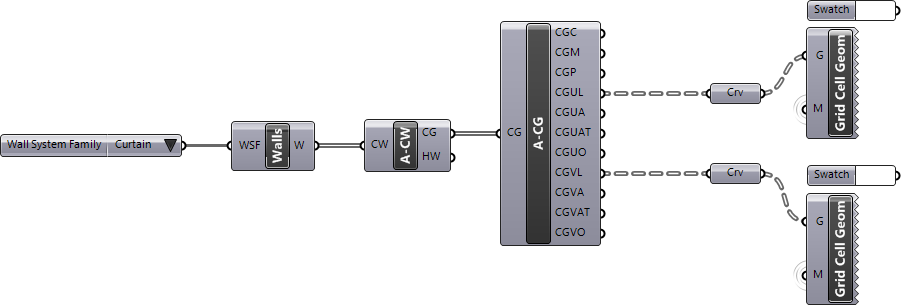 Wall System Family Curtain
WSF Walls W
CW A-CW CG
HW
CG A-CG
CGC
CGM
CGP
CGUL
CGUA
CGUAT
CGUO
CGVL
CGVA
CGVAT
CGVO
Crv
Crv
Swatch
G Grid Cell Geom
M
Swatch
G Grid Cell Geom
M